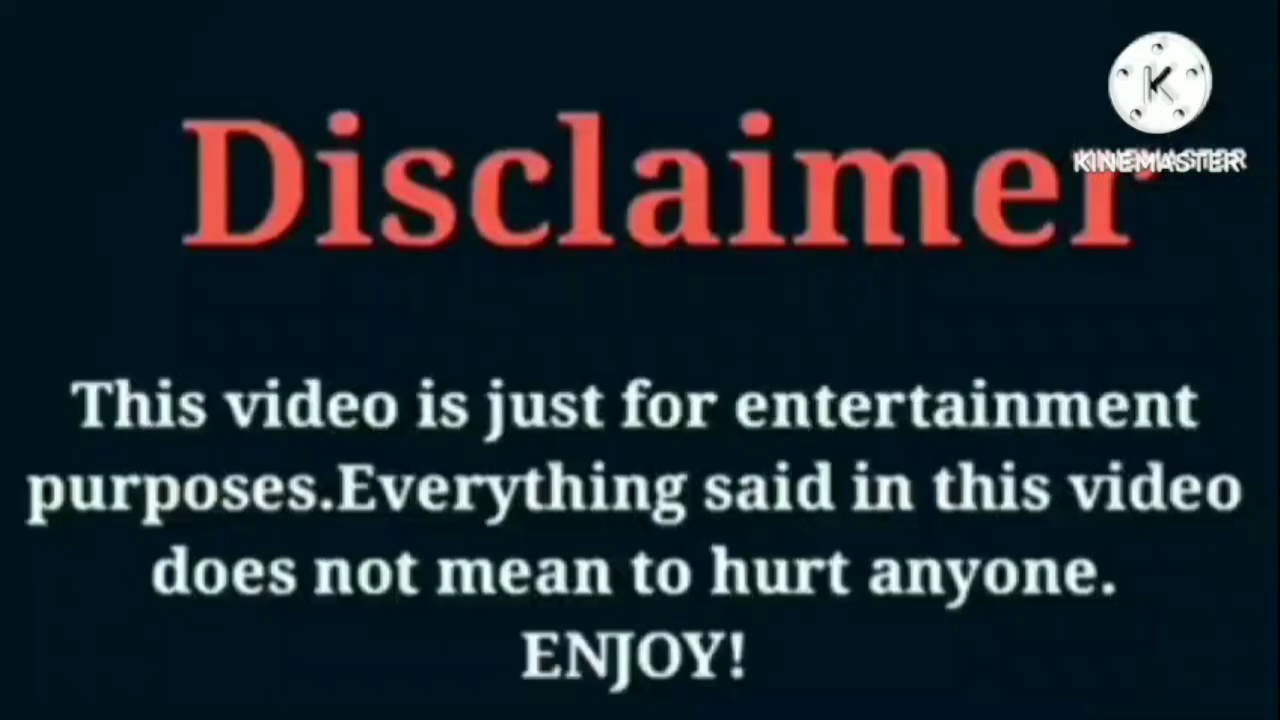 K
KINEMASTER
Disclaimer
This video is just for entertainment
purposes.Everything said in this video
does not mean to hurt anyone.
ENJOY!